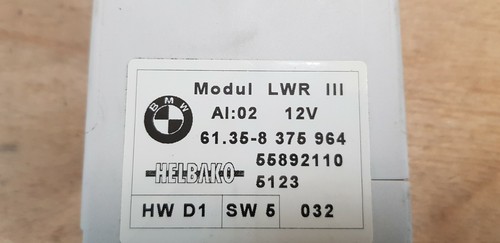 Modul LWR III
BMW
AI:02 12V
61.35-8 375 964
55892110
HELBAKO
5123
HW D1 SW 5 032